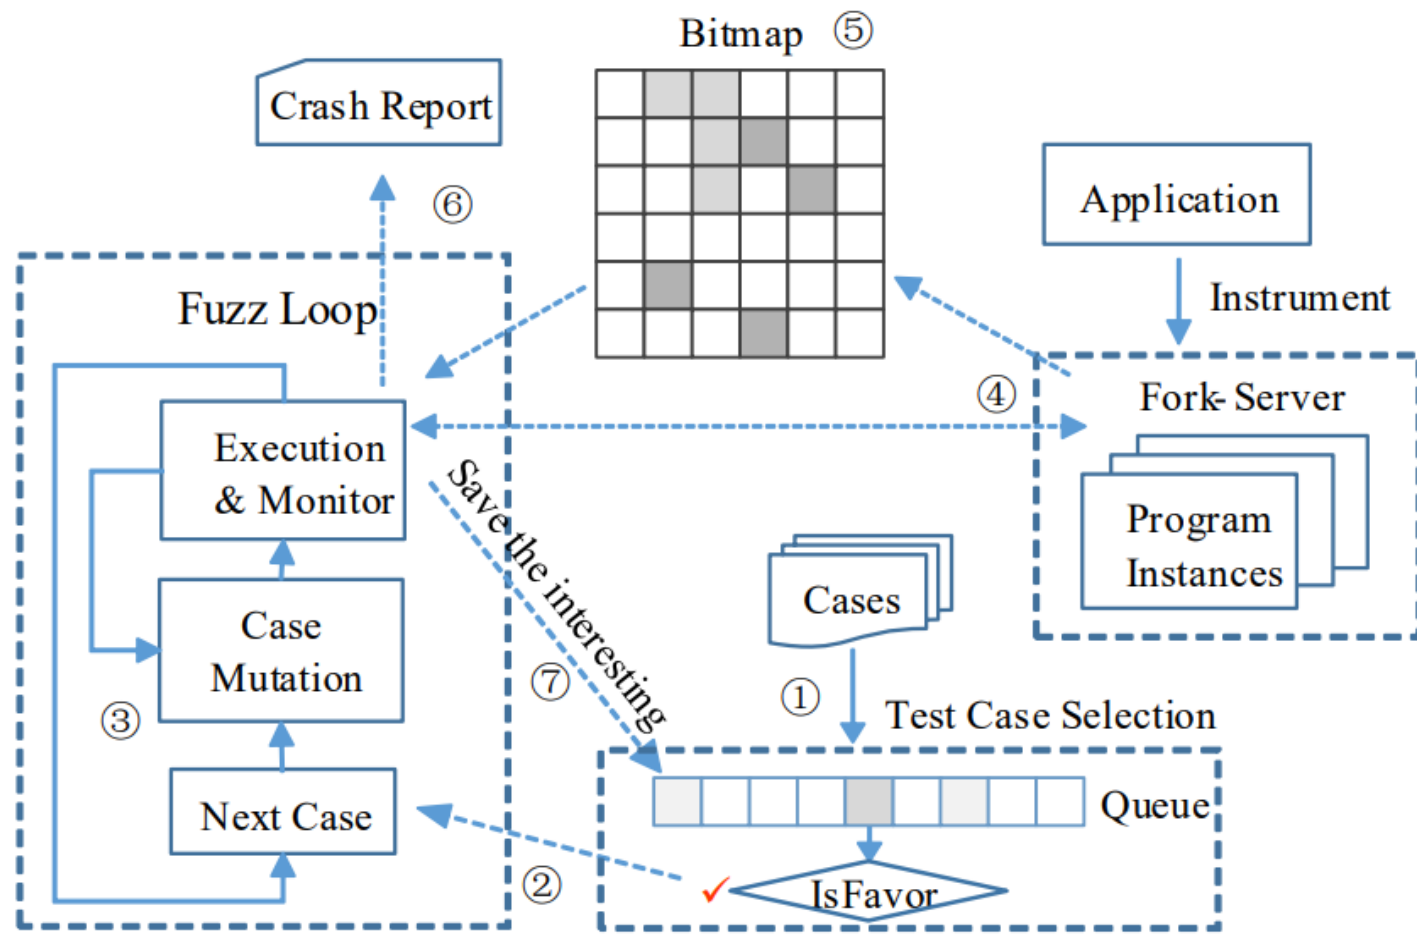 Bitmap ⑤
Crash Report
⑥
Application
Fuzz Loop
Instrument
④
Fork-Server
Execution
& Monitor
Save the interesting
Program
Instances
Cases
Case
Mutation
⑦
①
③
Test Case Selection
Next Case
Queue
②
IsFavor